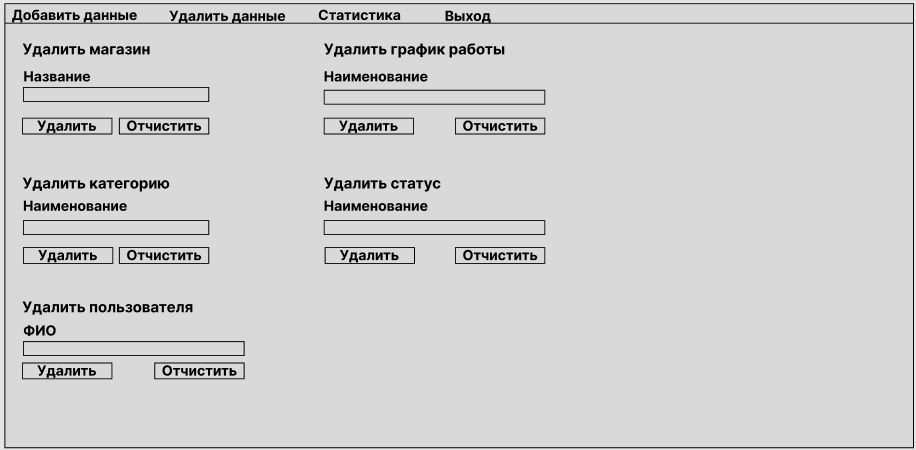 Добавить данные Удалить данные Статистика Выход
Удалить магазин Удалить график работы
Название Наименование
Удалить Отчистить Удалить Отчистить
Удалить категорию Удалить статус
Наименование Наименование
Удалить Отчистить Удалить Отчистить
Удалить пользователя
ФИО
Удалить Отчистить